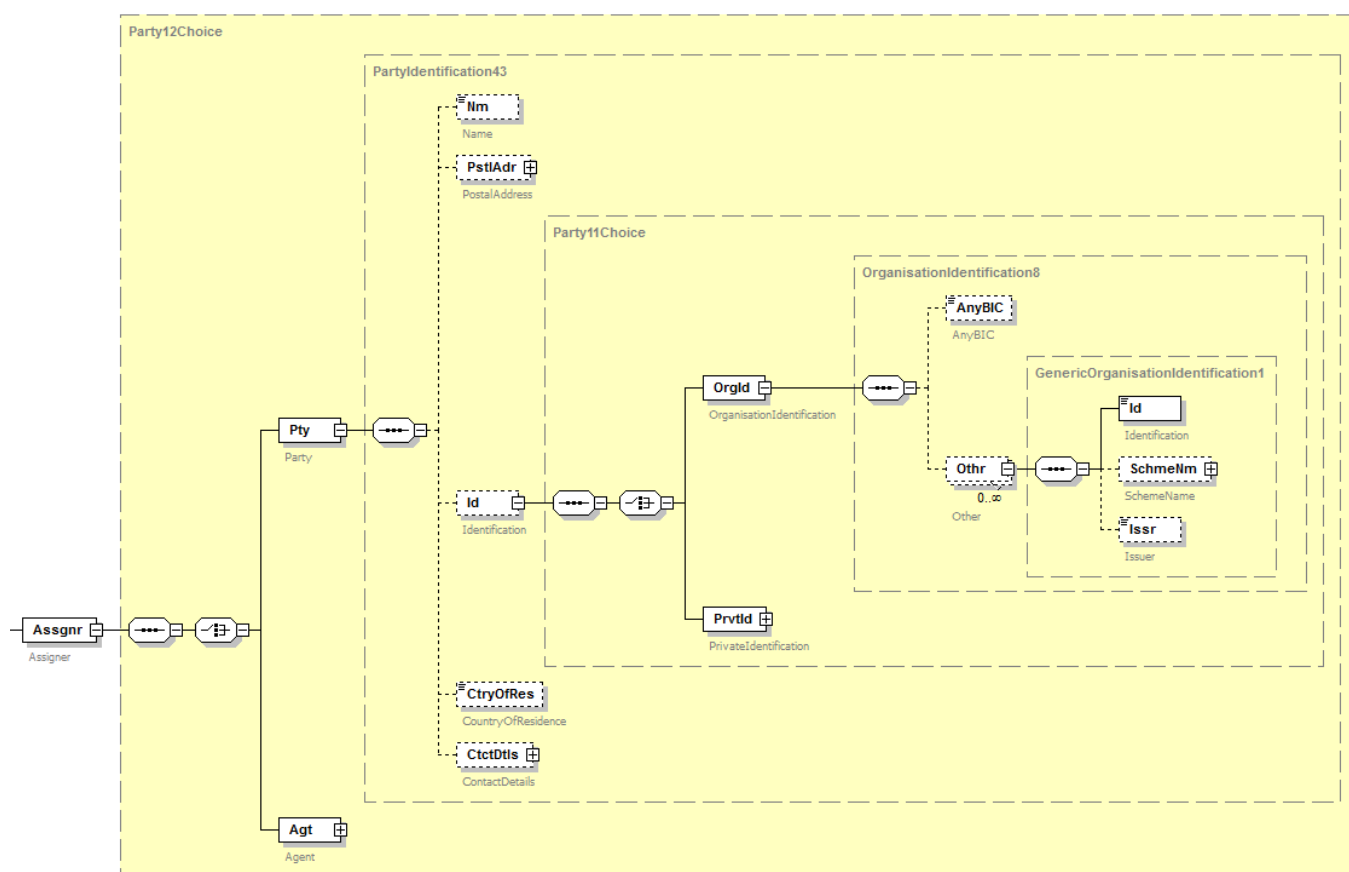 Party12Choice
PartyIdentification43
Nm
Name
PstlAdr
PostalAddress
Party11Choice
OrganisationIdentification8
AnyBIC
AnyBIC
GenericOrganisationIdentification1
OrgId
OrganisationIdentification
Id
Identification
Pty
Party
Othr
0..∞
Other
SchmeNm
SchemeName
Id
Identification
Issr
Issuer
Assgnr
Assigner
PrvtId
PrivateIdentification
CtryOfRes
CountryOfResidence
CtctDtls
ContactDetails
Agt
Agent